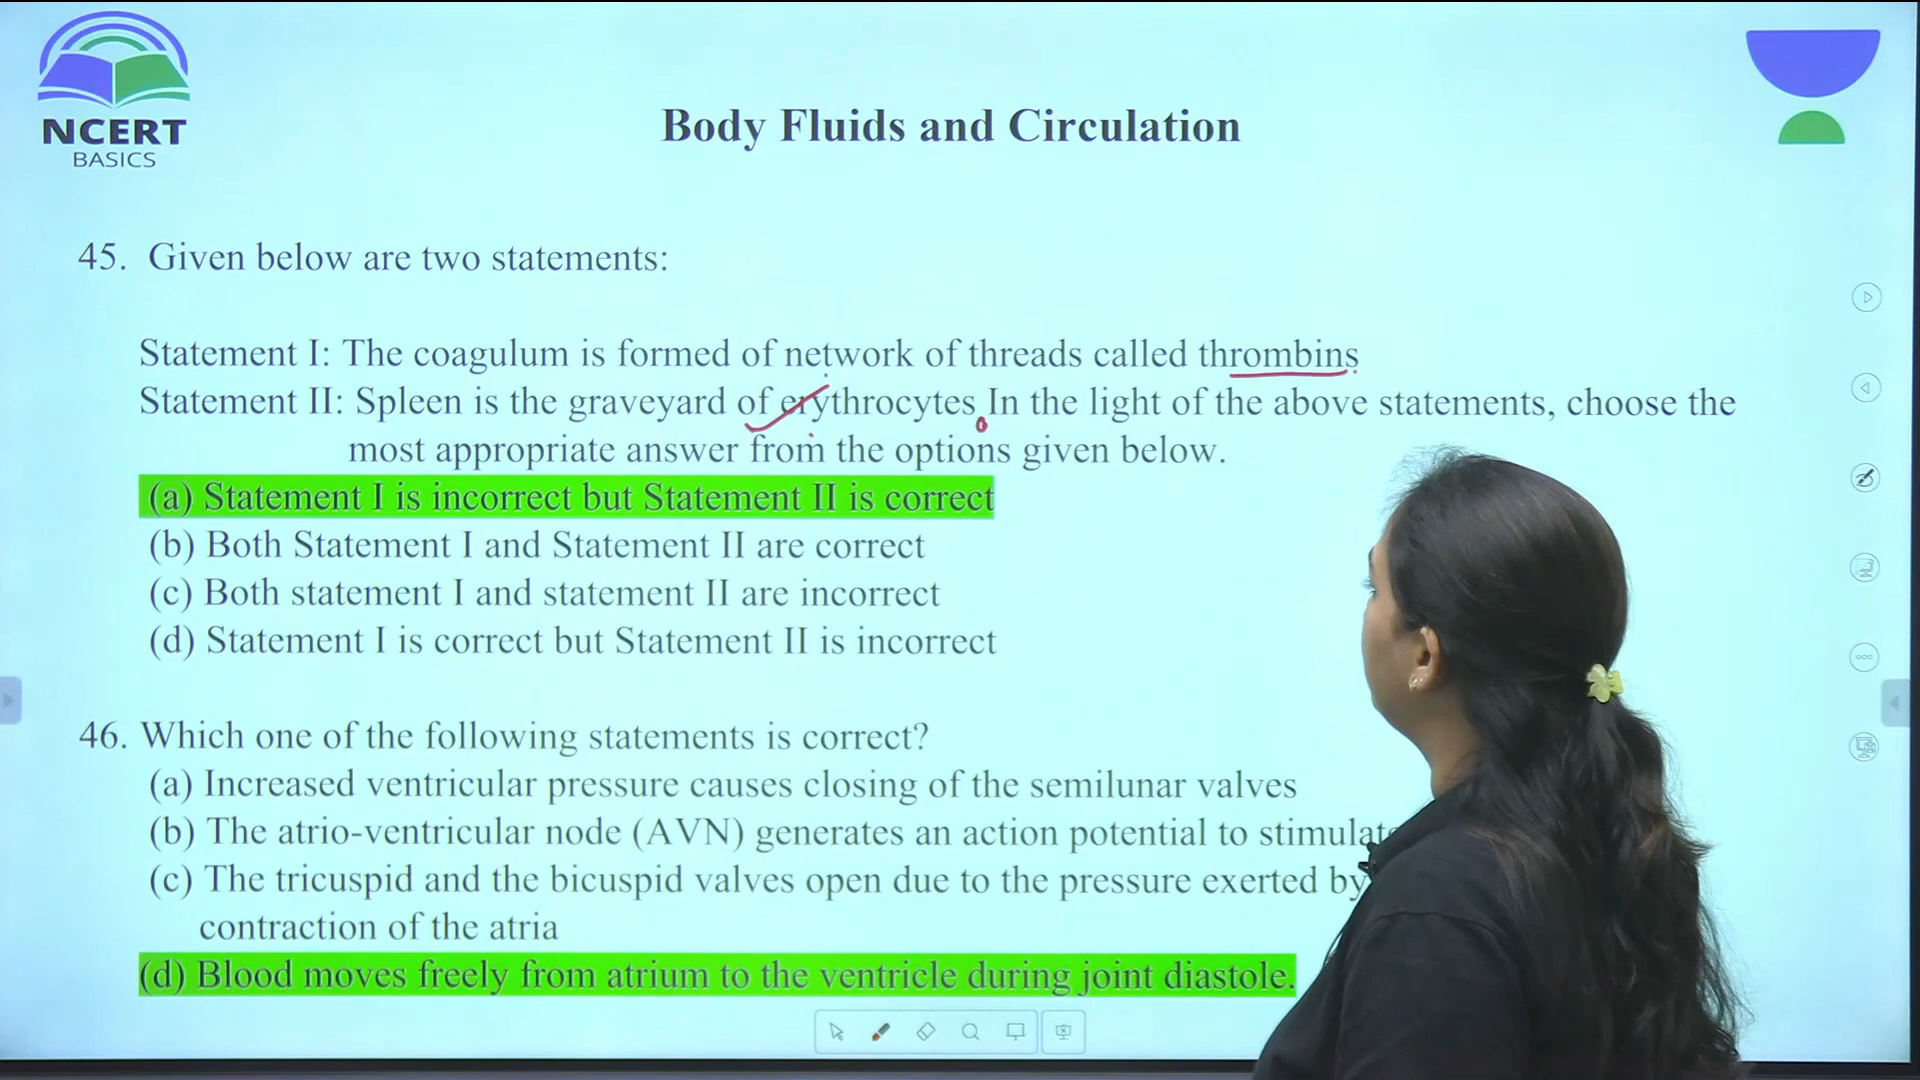 NCERT
BASICS
Body Fluids and Circulation
45. Given below are two statements:
Statement I: The coagulum is formed of network of threads called thrombins
Statement II: Spleen is the graveyard of erythrocytes In the light of the above statements, choose the
most appropriate answer from the options given below.
(a) Statement I is incorrect but Statement II is correct
(b) Both Statement I and Statement II are correct
(c) Both statement I and statement II are incorrect
(d) Statement I is correct but Statement II is incorrect
46. Which one of the following statements is correct?
(a) Increased ventricular pressure causes closing of the semilunar valves
(b) The atrio-ventricular node (AVN) generates an action potential to
(c) The tricuspid and the bicuspid valves open due to the pressure exerted by
contraction of the atria
(d) Blood moves freely from atrium to the ventricle during joint diastole.